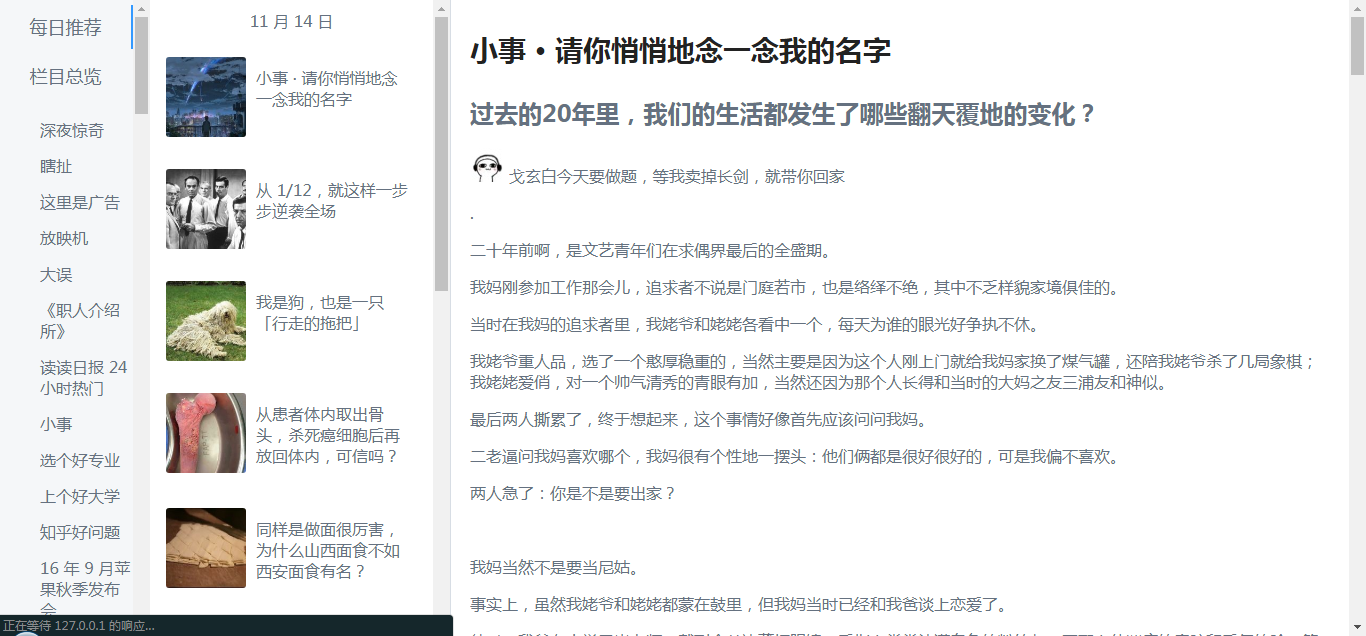 每日推荐
栏目总览
深夜惊奇
瞎扯
这里是广告
放映机
大误
《职人介绍
所》
读读日报 24
小时热门
小事
选个好专业
上个好大学
知乎好问题
16 年 9 月苹
果秋季发布
会
正在等待 127.0.0.1 的响应...
11 月 14 日
小事 · 请你悄悄地念
一念我的名字
从 1/12，就这样一步
步逆袭全场
我是狗，也是一只
「行走的拖把」
从患者体内取出骨
头，杀死癌细胞后再
放回体内，可信吗？
同样是做面很厉害，
为什么山西面食不如
西安面食有名？
小事 · 请你悄悄地念一念我的名字
过去的20年里，我们的生活都发生了哪些翻天覆地的变化？
戈玄白今天要做题，等我卖掉长剑，就带你回家
.
二十年前啊，是文艺青年们在求偶界最后的全盛期。
我妈刚参加工作那会儿，追求者不说是门庭若市，也是络绎不绝，其中不乏样貌家境俱佳的。
当时在我妈的追求者里，我姥爷和姥姥各看中一个，每天为谁的眼光好争执不休。
我姥爷重人品，选了一个憨厚稳重的，当然主要是因为这个人刚上门就给我妈家换了煤气罐，还陪我姥爷杀了几局象棋；
我姥姥爱俏，对一个帅气清秀的青眼有加，当然还因为那个人长得和当时的大妈之友三浦友和神似。
最后两人撕累了，终于想起来，这个事情好像首先应该问问我妈。
二老逼问我妈喜欢哪个，我妈很有个性地一摆头：他们俩都是很好很好的，可是我偏不喜欢。
两人急了：你是不是要出家？
我妈当然不是要当尼姑。
事实上，虽然我姥爷和姥姥都蒙在鼓里，但我妈当时已经和我爸谈上恋爱了。